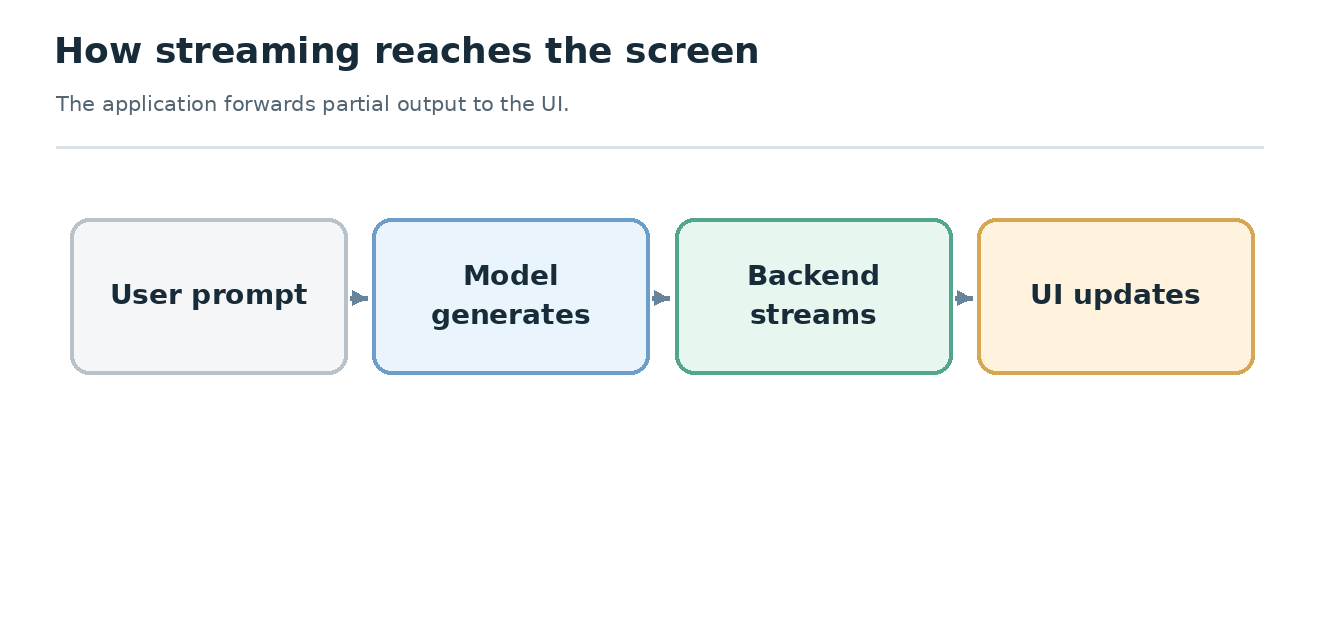 How streaming reaches the screen
The application forwards partial output to the UI.
User prompt
Model
generates
Backend
streams
UI updates